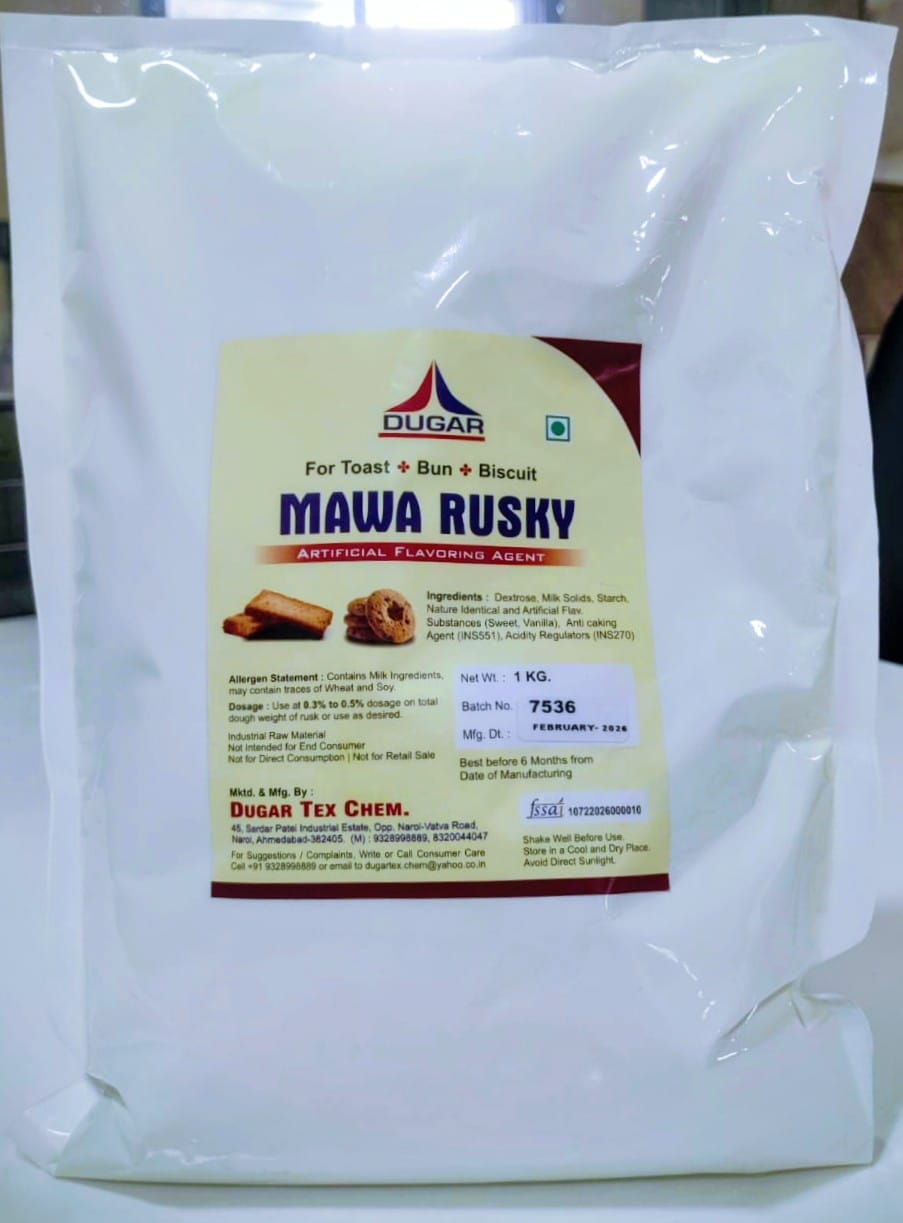 DUGAR
For Toast ✤ Bun ✤ Biscuit
MAWA RUSKY
ARTIFICIAL FLAVORING AGENT
Ingredients : Dextrose, Milk Solids, Starch,
Nature Identical and Artificial Flav.
Substances (Sweet, Vanilla), Anti caking
Agent (INS551), Acidity Regulators (INS270)
Allergen Statement : Contains Milk Ingredients,
may contain traces of Wheat and Soy.
Dosage : Use at 0.3% to 0.5% dosage on total
dough weight of rusk or use as desired.
Industrial Raw Material
Not Intended for End Consumer
Not for Direct Consumption | Not for Retail Sale
Net Wt. : 1 KG.
Batch No. 7536
Mfg. Dt. : FEBRUARY- 2026
Best before 6 Months from
Date of Manufacturing
Mktd. & Mfg. By :
DUGAR TEX CHEM.
45, Sardar Patel Industrial Estate, Opp. Narol-Vatva Road,
Narol, Ahmedabad-382405. (M) : 9328998889, 8320044047
For Suggestions / Complaints, Write or Call Consumer Care
Cell +91 9328998889 or email to dugartex.chem@yahoo.co.in
fssai 10722026000010
Shake Well Before Use.
Store in a Cool and Dry Place.
Avoid Direct Sunlight.